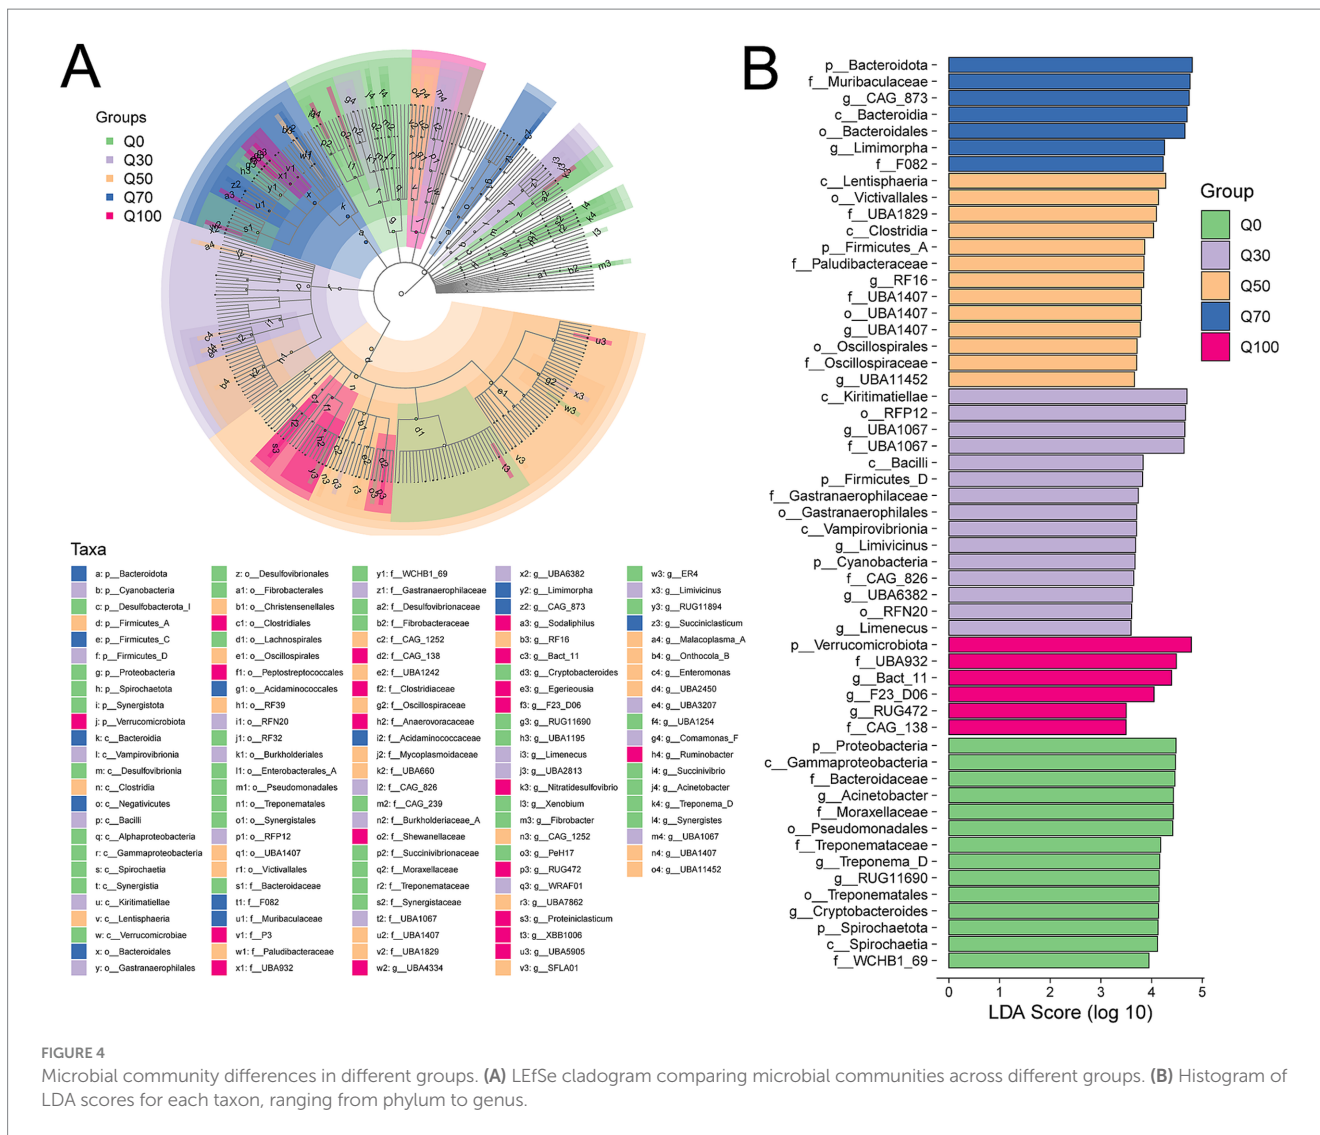 A
Groups
Q0
Q30
Q50
Q70
Q100
Taxa
a: p__Bacteroidota
b: p__Cyanobacteria
c: p__Desulfobacterota_I
d: p__Firmicutes_A
e: p__Firmicutes_C
f: p__Firmicutes_D
g: p__Proteobacteria
h: p__Spirochaetota
i: p__Synergistota
j: p__Verrucomicrobiota
k: c__Bacteroidia
l: c__Vampirovibrionia
m: c__Desulfovibrionia
n: c__Clostridia
o: c__Negativicutes
p: c__Bacilli
q: c__Alphaproteobacteria
r: c__Gammaproteobacteria
s: c__Spirochaetia
t: c__Synergistia
u: c__Kiritimatiellae
v: c__Lentisphaeria
w: c__Verrucomicrobiae
x: o__Bacteroidales
y: o__Gastranaerophilales
z: o__Desulfovibrionales
a1: o__Fibrobacterales
b1: o__Christensenellales
c1: o__Clostridiales
d1: o__Lachnospirales
e1: o__Oscillospirales
f1: o__Peptostreptococcales
g1: o__Acidaminococcales
h1: o__RF39
i1: o__RFN20
j1: o__RF32
k1: o__Burkholderiales
l1: o__Enterobacterales_A
m1: o__Pseudomonadales
n1: o__Treponematales
o1: o__Synergistales
p1: o__RFP12
q1: o__UBA1407
r1: o__Victivallales
s1: f__Bacteroidaceae
t1: f__F082
u1: f__Muribaculaceae
v1: f__P3
w1: f__Paludibacteraceae
x1: f__UBA932
y1: f__WCHB1_69
z1: f__Gastranaerophilaceae
a2: f__Desulfovibrionaceae
b2: f__Fibrobacteraceae
c2: f__CAG_1252
d2: f__CAG_138
e2: f__UBA1242
f2: f__Clostridiaceae
g2: f__Oscillospiraceae
h2: f__Anaerovoracaceae
i2: f__Acidaminococcaceae
j2: f__Mycoplasmoidaceae
k2: f__UBA660
l2: f__CAG_826
m2: f__CAG_239
n2: f__Burkholderiaceae_A
o2: f__Shewanellaceae
p2: f__Succinivibrionaceae
q2: f__Moraxellaceae
r2: f__Treponemataceae
s2: f__Synergistaceae
t2: f__UBA1067
u2: f__UBA1407
v2: f__UBA1829
w2: g__UBA4334
x2: g__UBA6382
y2: g__Limimorpha
z2: g__CAG_873
a3: g__Sodaliphilus
b3: g__RF16
c3: g__Bact_11
d3: g__Cryptobacteroides
e3: g__Egerieousia
f3: g__F23_D06
g3: g__RUG11690
h3: g__UBA1195
i3: g__Limenecus
j3: g__UBA2813
k3: g__Nitratidesulfovibrio
l3: g__Xenobium
m3: g__Fibrobacter
n3: g__CAG_1252
o3: g__PeH17
p3: g__RUG472
q3: g__WRAF01
r3: g__UBA7862
s3: g__Proteiniclasticum
t3: g__XBB1006
u3: g__UBA5905
v3: g__SFLA01
w3: g__ER4
x3: g__Limivicinus
y3: g__RUG11894
z3: g__Succiniclasticum
a4: g__Malacoplasma_A
b4: g__Onthocola_B
c4: g__Enteromonas
d4: g__UBA2450
e4: g__UBA3207
f4: g__UBA1254
g4: g__Comamonas_F
h4: g__Ruminobacter
i4: g__Succinivibrio
j4: g__Acinetobacter
k4: g__Treponema_D
l4: g__Synergistes
m4: g__UBA1067
n4: g__UBA1407
o4: g__UBA11452
B
p__Bacteroidota
f__Muribaculaceae
g__CAG_873
c__Bacteroidia
o__Bacteroidales
g__Limimorpha
f__F082
c__Lentisphaeria
o__Victivallales
f__UBA1829
c__Clostridia
p__Firmicutes_A
f__Paludibacteraceae
g__RF16
f__UBA1407
o__UBA1407
g__UBA1407
o__Oscillospirales
f__Oscillospiraceae
g__UBA11452
c__Kiritimatiellae
o__RFP12
g__UBA1067
f__UBA1067
c__Bacilli
p__Firmicutes_D
f__Gastranaerophilaceae
o__Gastranaerophilales
c__Vampirovibrionia
g__Limivicinus
p__Cyanobacteria
f__CAG_826
g__UBA6382
o__RFN20
g__Limenecus
p__Verrucomicrobiota
f__UBA932
g__Bact_11
g__F23_D06
g__RUG472
f__CAG_138
p__Proteobacteria
c__Gammaproteobacteria
f__Bacteroidaceae
g__Acinetobacter
f__Moraxellaceae
o__Pseudomonadales
f__Treponemataceae
g__Treponema_D
g__RUG11690
o__Treponematales
g__Cryptobacteroides
p__Spirochaetota
c__Spirochaetia
f__WCHB1_69
0 1 2 3 4 5
LDA Score (log 10)
Group
Q0
Q30
Q50
Q70
Q100
FIGURE 4
Microbial community differences in different groups. (A) LEfSe cladogram comparing microbial communities across different groups. (B) Histogram of
LDA scores for each taxon, ranging from phylum to genus.